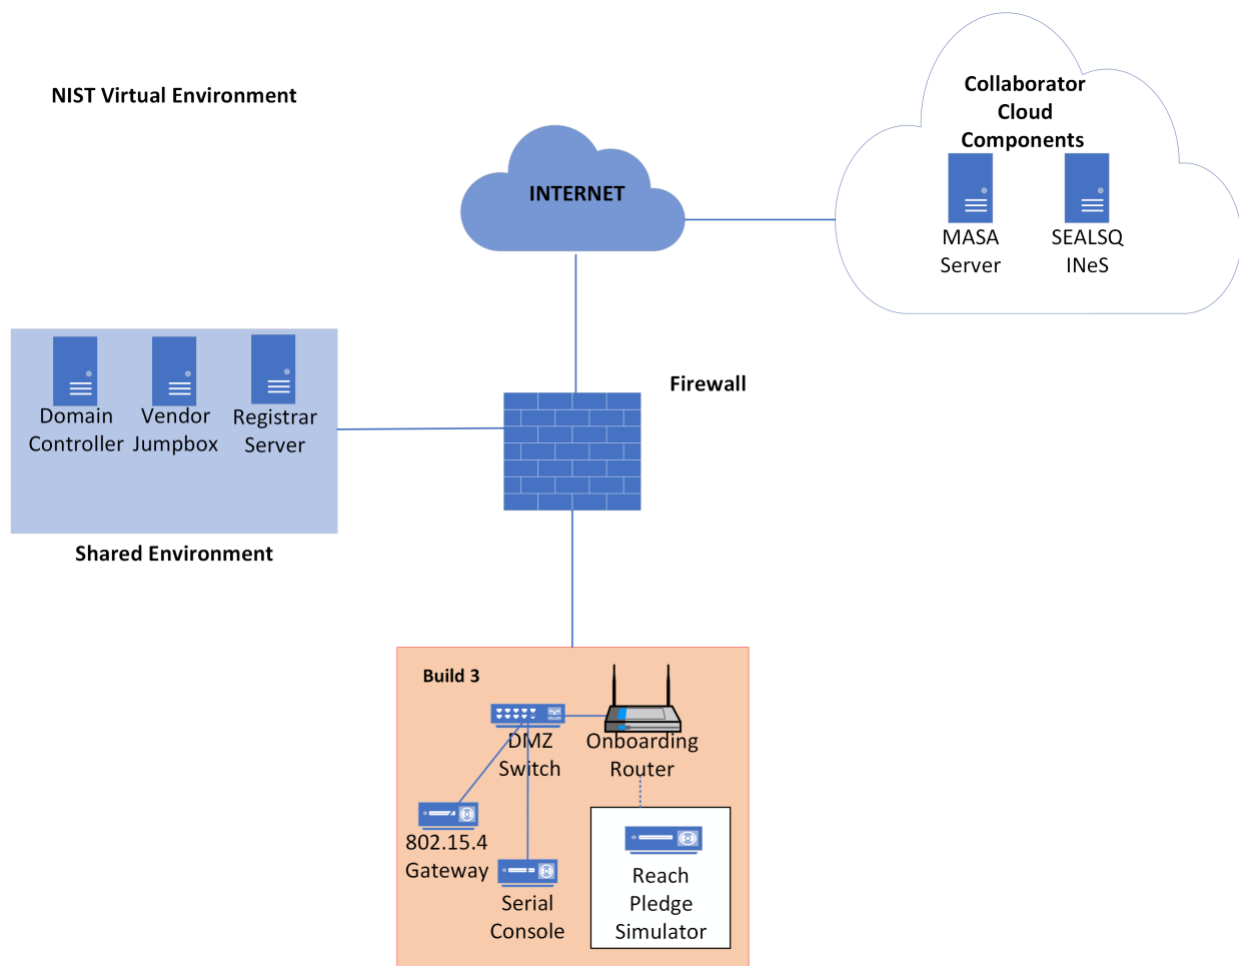 NIST Virtual Environment
Collaborator
Cloud
Components
MASA
Server
SEALSQ
INeS
INTERNET
Firewall
Domain
Controller
Vendor
Jumpbox
Registrar
Server
Shared Environment
Build 3
DMZ
Switch
Onboarding
Router
802.15.4
Gateway
Serial
Console
Reach
Pledge
Simulator